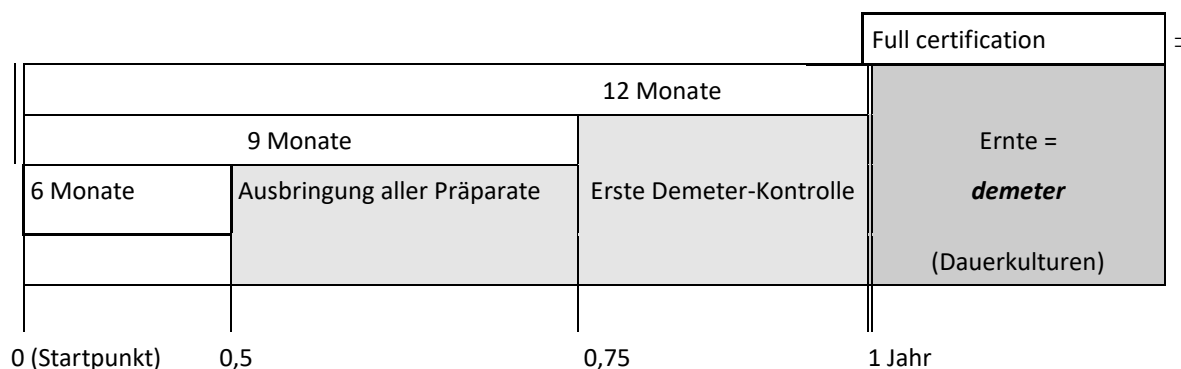 Full certification =
12 Monate
9 Monate
Ernte =
6 Monate Ausbringung aller Präparate Erste Demeter-Kontrolle demeter
(Dauerkulturen)
0 (Startpunkt) 0,5 0,75 1 Jahr